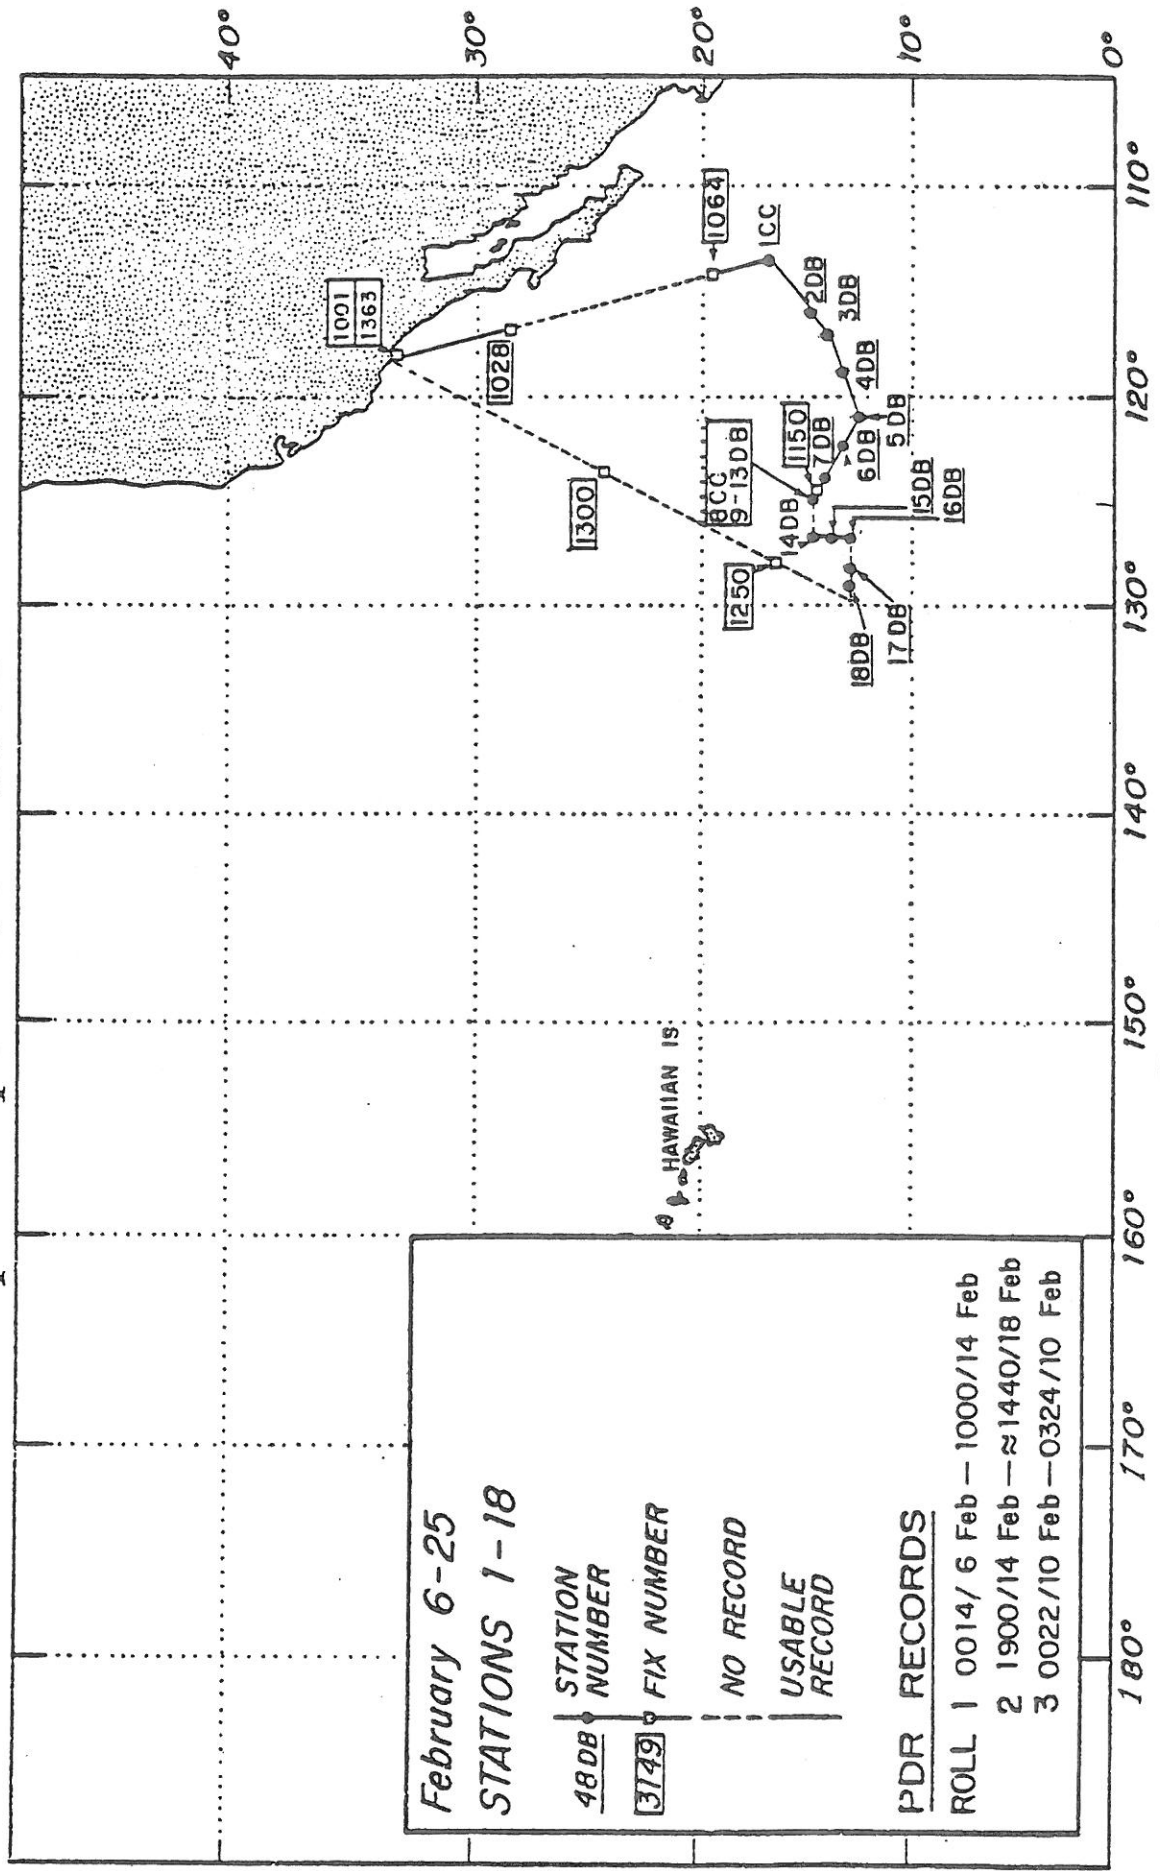 40°
30°
20°
10°
0°
110°
120°
130°
140°
150°
160°
170°
180°
1001
1363
1028
1064
1CC
2DB
3DB
4DB
5DB
6DB
7DB
1150
8CC
9-13DB
14DB
15DB
16DB
17DB
18DB
1250
1300
HAWAIIAN IS
February 6-25
STATIONS 1-18
48DB STATION NUMBER
3149 FIX NUMBER
NO RECORD
USABLE RECORD
PDR RECORDS
ROLL 1 0014/ 6 Feb — 1000/14 Feb
2 1900/14 Feb — ≈1440/18 Feb
3 0022/10 Feb — 0324/10 Feb